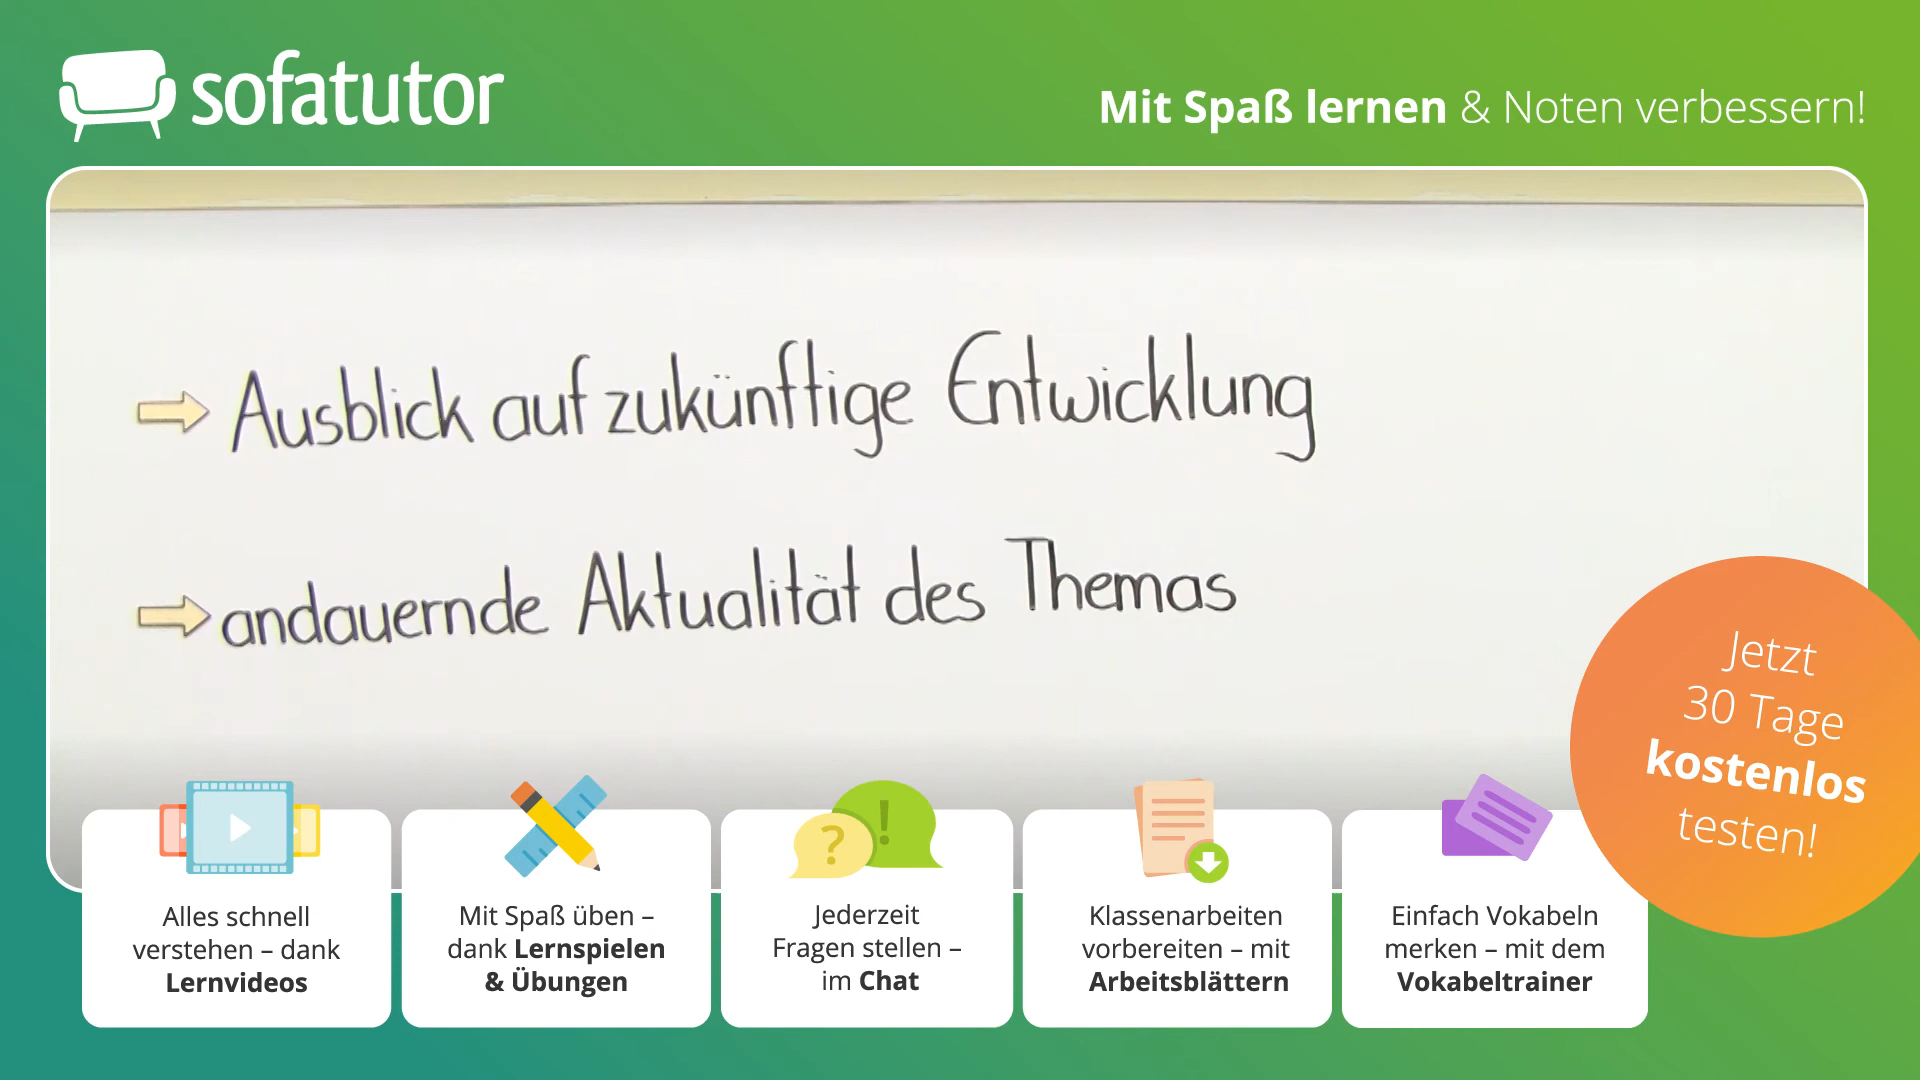 sofatutor
Mit Spaß lernen & Noten verbessern!
Ausblick auf zukünftige Entwicklung
andauernde Aktualität des Themas
Jetzt
30 Tage
kostenlos
testen!
Alles schnell
verstehen – dank
Lernvideos
Mit Spaß üben –
dank Lernspielen
& Übungen
? !
Jederzeit
Fragen stellen –
im Chat
Klassenarbeiten
vorbereiten – mit
Arbeitsblättern
Einfach Vokabeln
merken – mit dem
Vokabeltrainer